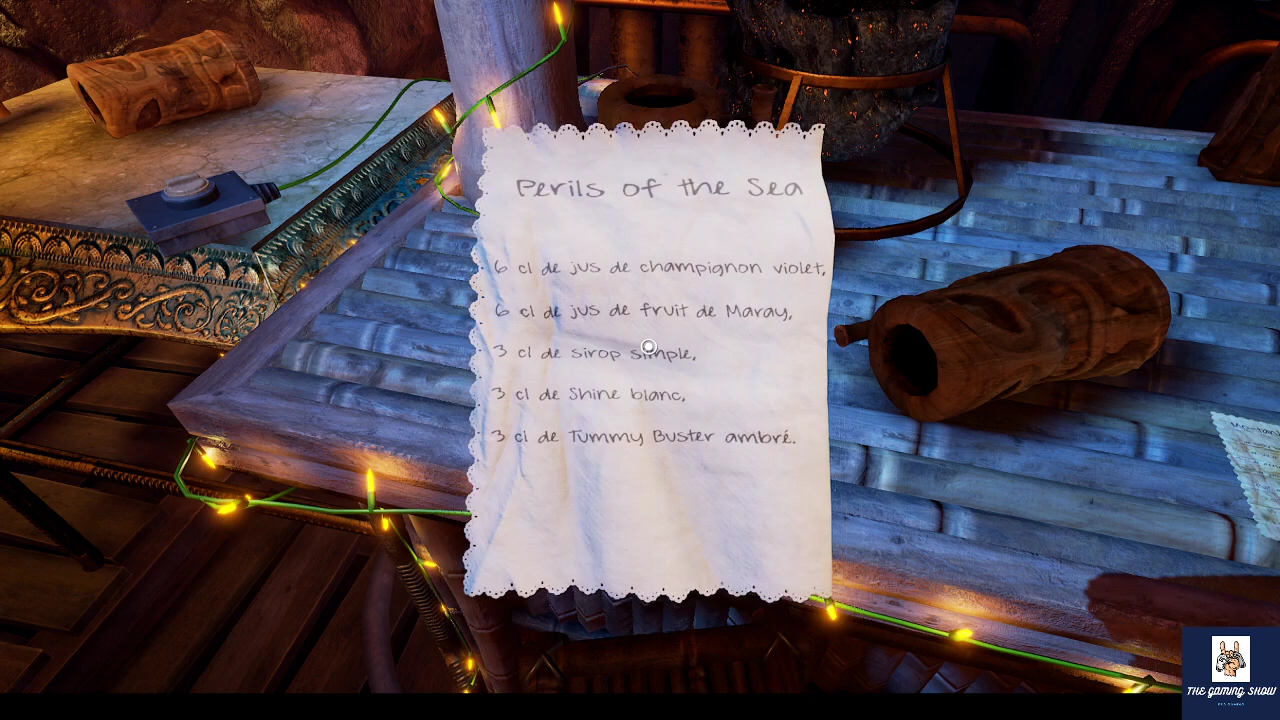 Perils of the Sea
6 cl de jus de champignon violet,
6 cl de jus de fruit de Maray,
3 cl de sirop simple,
3 cl de Shine blanc,
3 cl de Tummy Buster ambré.
THE GAMING SHOW